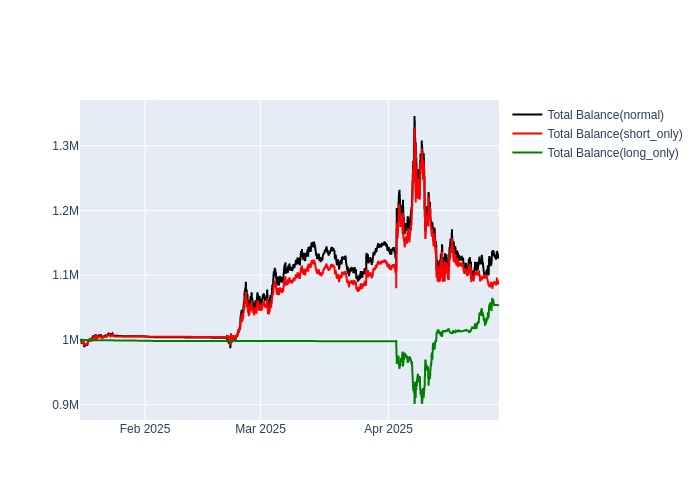 1.3M
1.2M
1.1M
1M
0.9M
Feb 2025
Mar 2025
Apr 2025
Total Balance(normal)
Total Balance(short_only)
Total Balance(long_only)